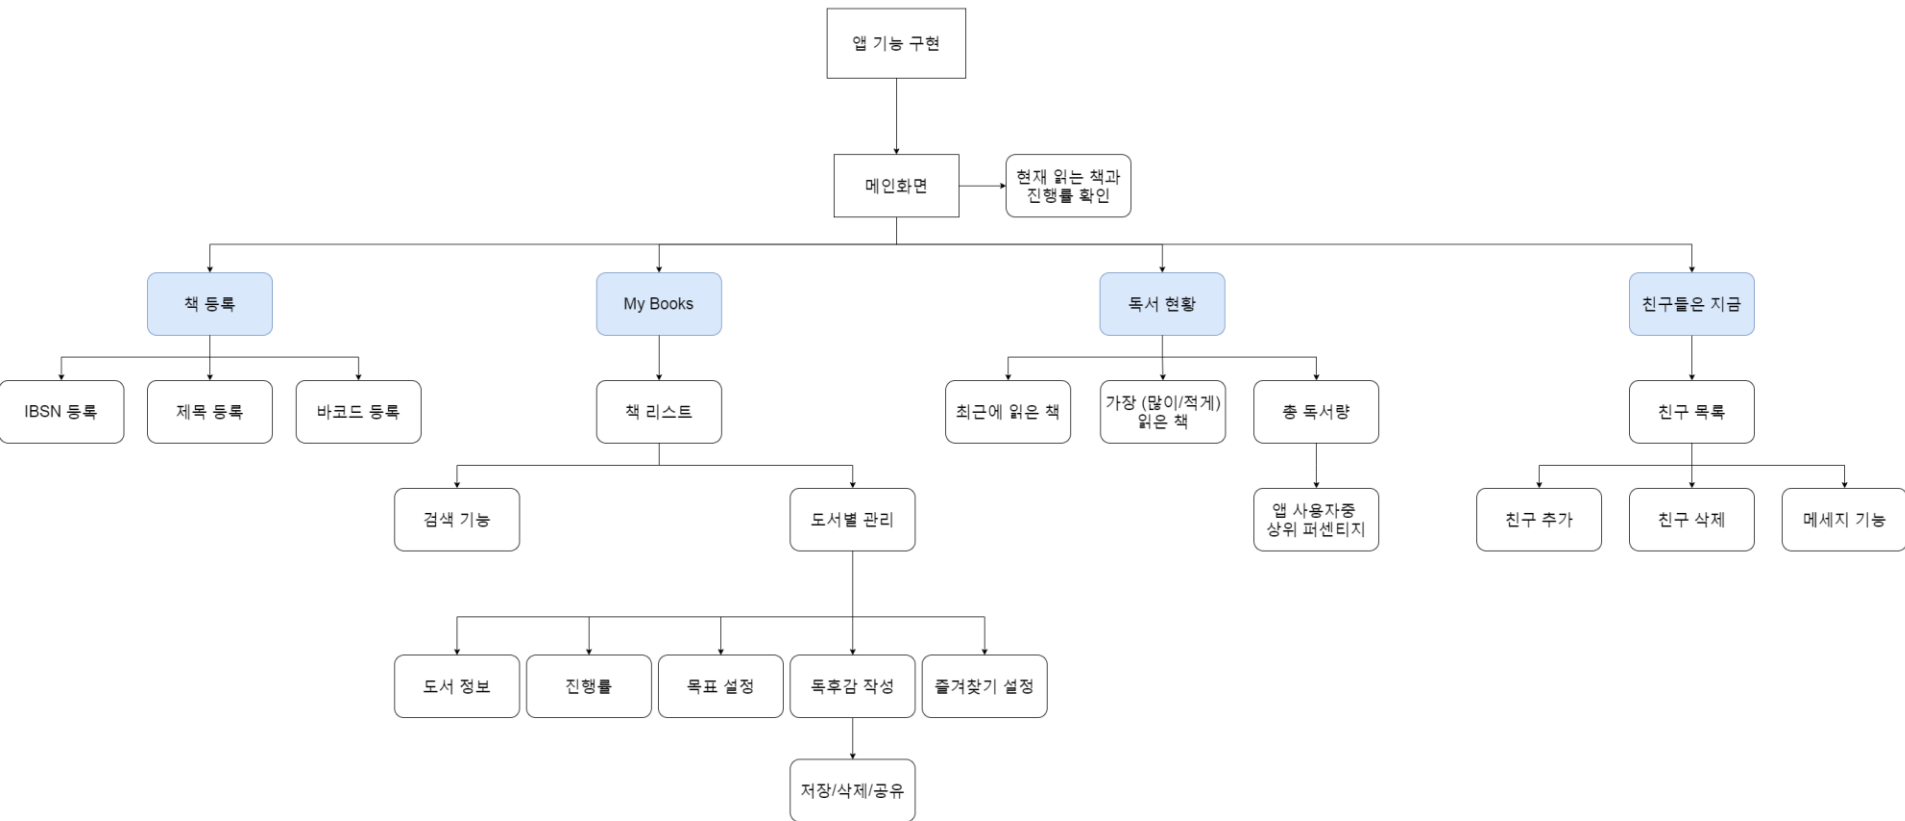 앱 기능 구현
메인화면
현재 읽는 책과
진행률 확인
책 등록
My Books
독서 현황
친구들은 지금
IBSN 등록
제목 등록
바코드 등록
책 리스트
최근에 읽은 책
가장 (많이/적게)
읽은 책
총 독서량
친구 목록
검색 기능
도서별 관리
앱 사용자중
상위 퍼센티지
친구 추가
친구 삭제
메세지 기능
도서 정보
진행률
목표 설정
독후감 작성
즐겨찾기 설정
저장/삭제/공유